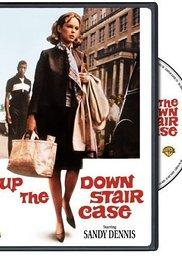 UP THE DOWN STAIR CASE
Starring
SANDY DENNIS
THE
DOWN
STAIR
CASE